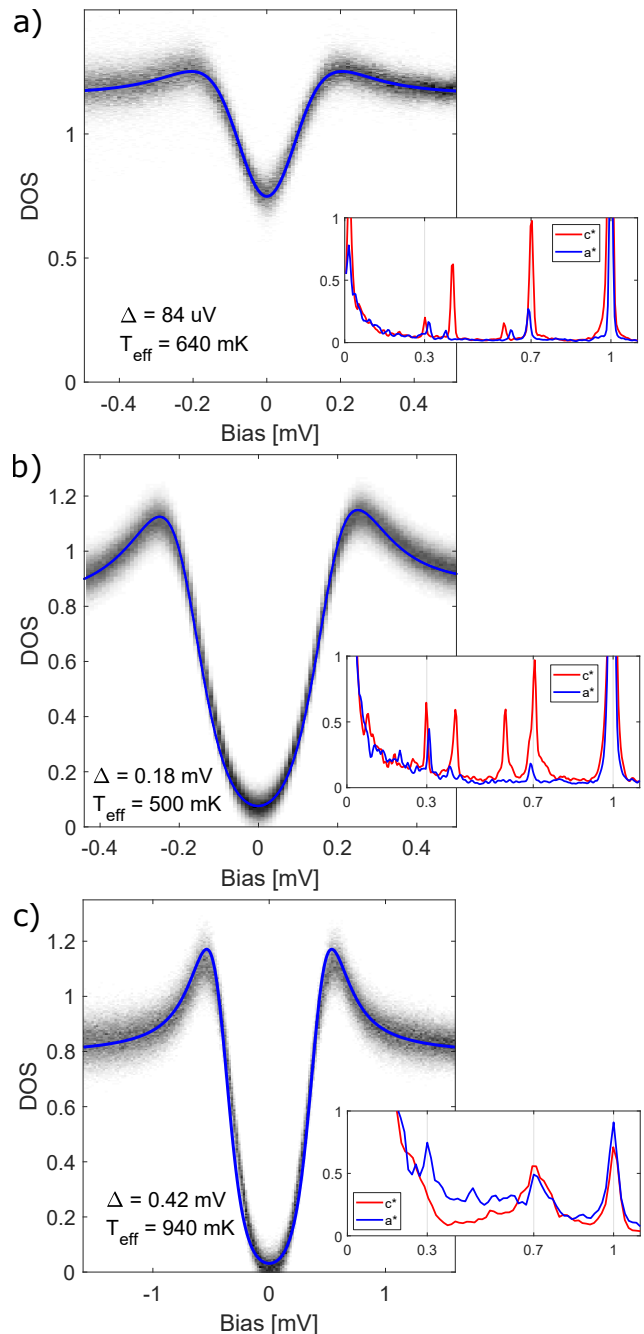 a)
DOS
1
0.5
0
-0.4
-0.2
0
0.2
0.4
Bias [mV]
Δ = 84 uV
T_eff = 640 mK
1
0.5
0
0
0.3
0.7
1
c*
a*
b)
DOS
1.2
1
0.8
0.6
0.4
0.2
0
-0.4
-0.2
0
0.2
0.4
Bias [mV]
Δ = 0.18 mV
T_eff = 500 mK
1
0.5
0
0
0.3
0.7
1
c*
a*
c)
DOS
1.2
1
0.8
0.6
0.4
0.2
0
-1
0
1
Bias [mV]
Δ = 0.42 mV
T_eff = 940 mK
1
0.5
0
0
0.3
0.7
1
c*
a*